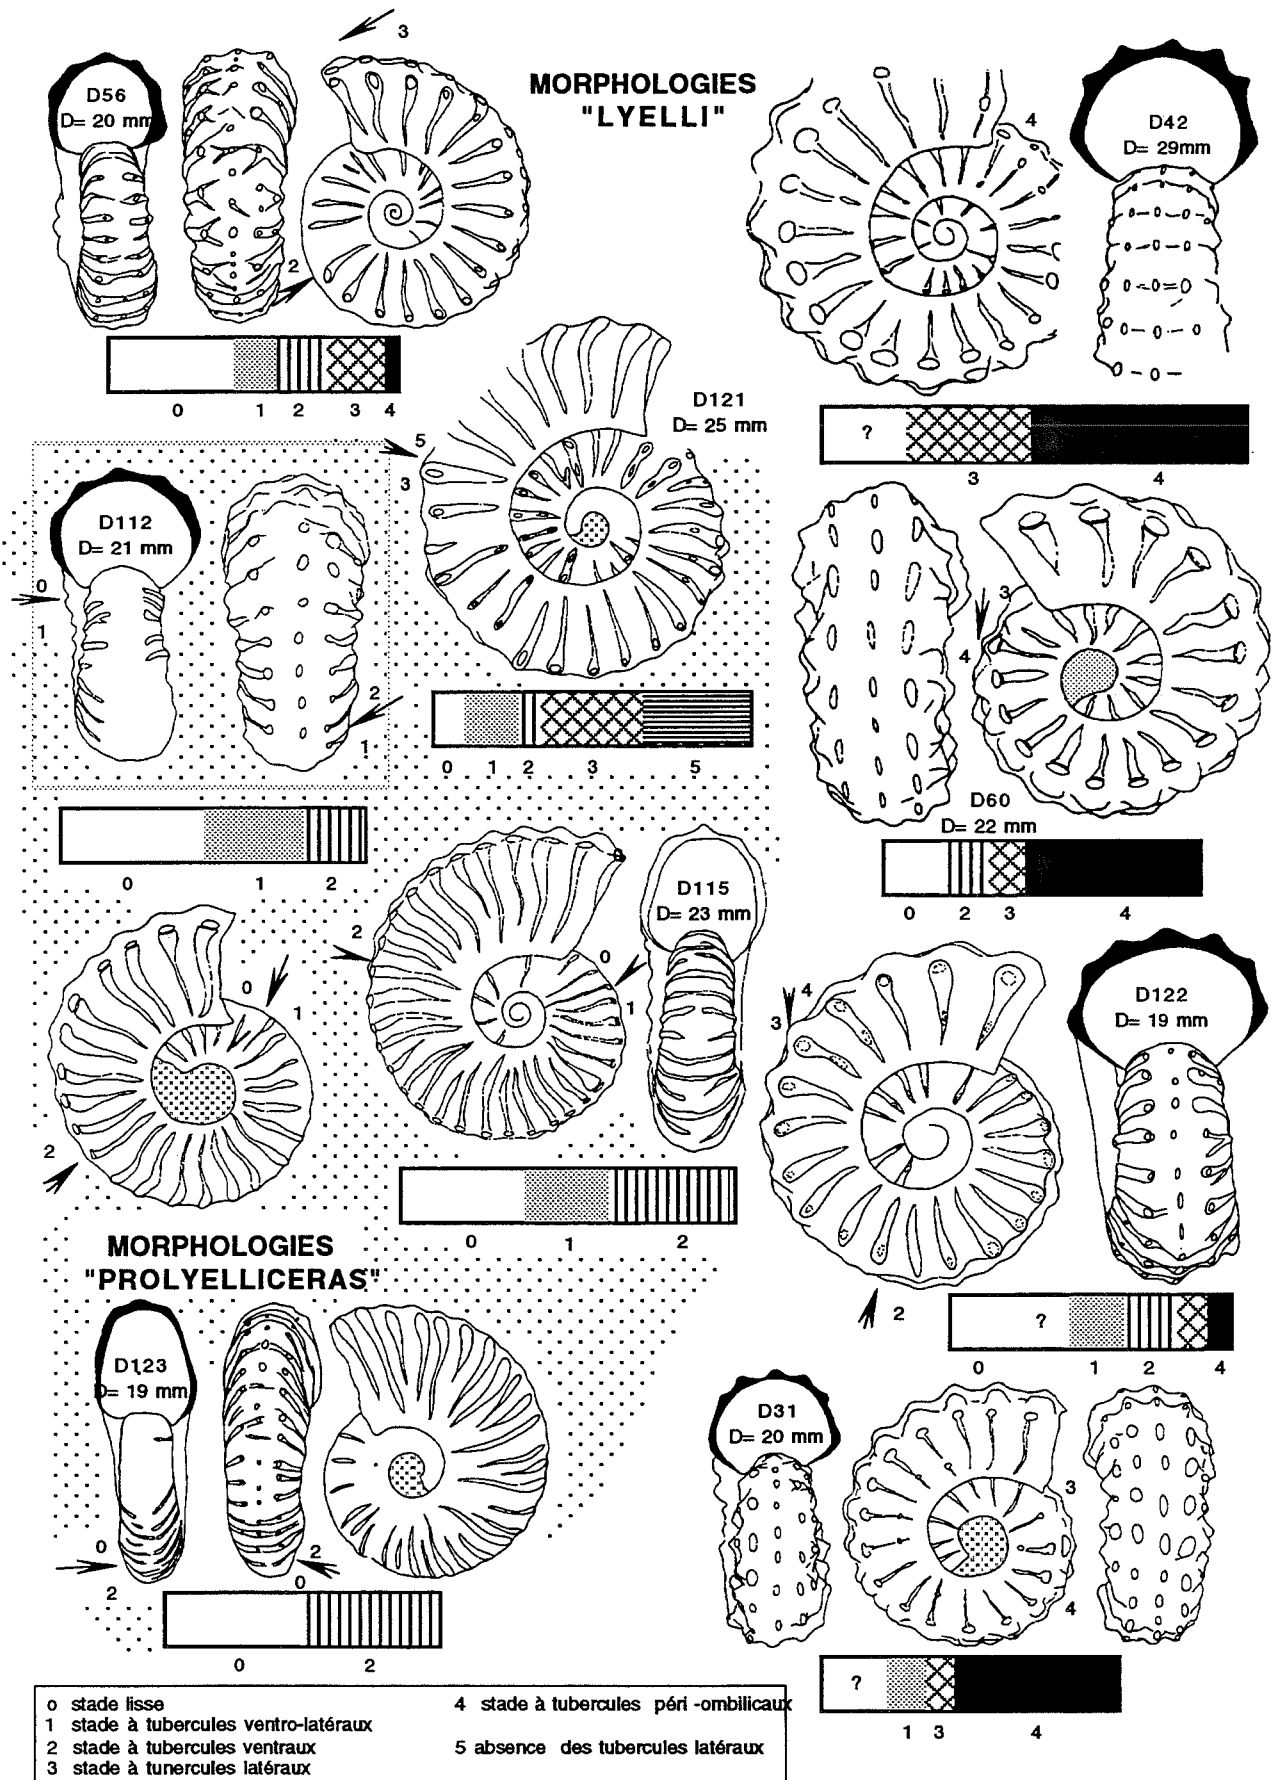 MORPHOLOGIES
"LYELLI"
D56
D= 20 mm
3
2
0 1 2 3 4
D42
D= 29mm
4
?
3 4
D121
D= 25 mm
5
3
0 1 2 3 5
D112
D= 21 mm
0
1
2
1
0 1 2
D60
D= 22 mm
3
4
0 2 3 4
D115
D= 23 mm
2
0
1
0 1 2
0
1
2
D122
D= 19 mm
4
3
2
?
0 1 2 4
MORPHOLOGIES
"PROLYELLICERAS"
D123
D= 19 mm
0
2
2
0
0 2
D31
D= 20 mm
3
4
?
1 3 4
0 stade lisse
1 stade à tubercules ventro-latéraux
2 stade à tubercules ventraux
3 stade à tunercules latéraux
4 stade à tubercules péri -ombilicaux
5 absence des tubercules latéraux